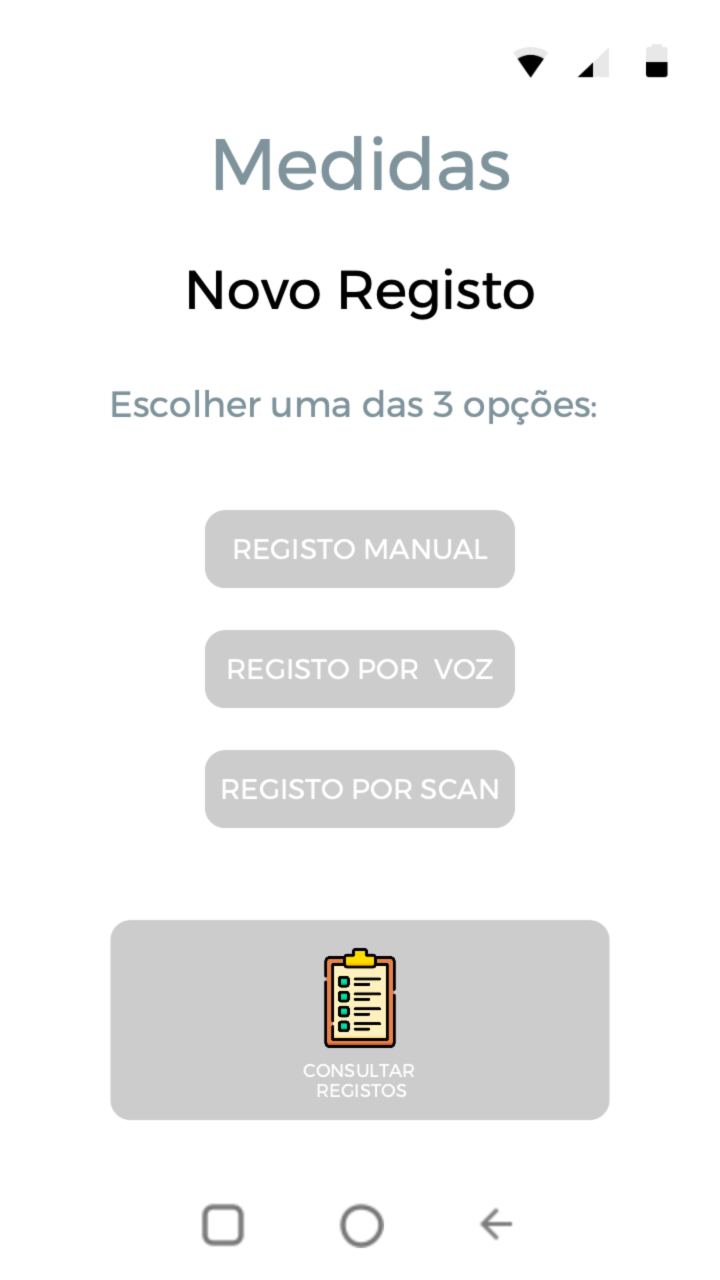 Medidas
Novo Registo
Escolher uma das 3 opções:
REGISTO MANUAL
REGISTO POR  VOZ
REGISTO POR SCAN
CONSULTAR
REGISTOS